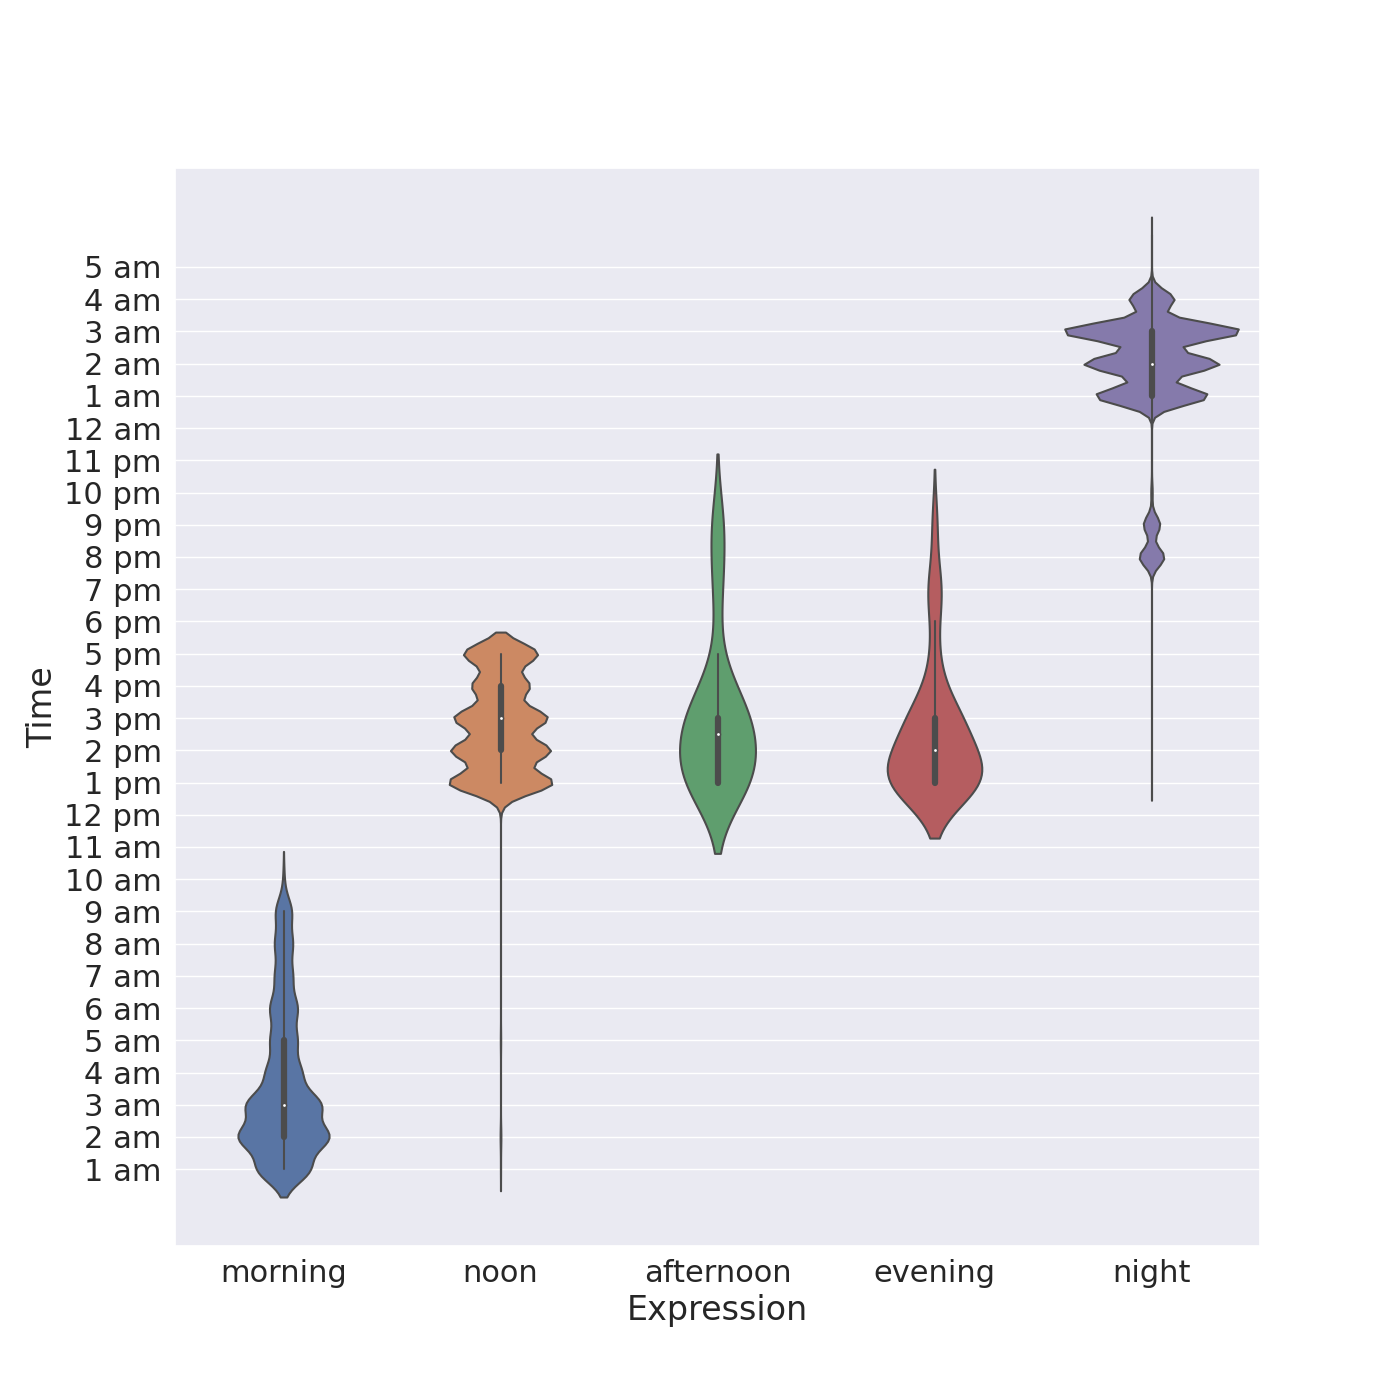 5 am
4 am
3 am
2 am
1 am
12 am
11 pm
10 pm
9 pm
8 pm
7 pm
6 pm
5 pm
4 pm
3 pm
2 pm
1 pm
12 pm
11 am
10 am
9 am
8 am
7 am
6 am
5 am
4 am
3 am
2 am
1 am
Time
morning noon afternoon evening night
Expression